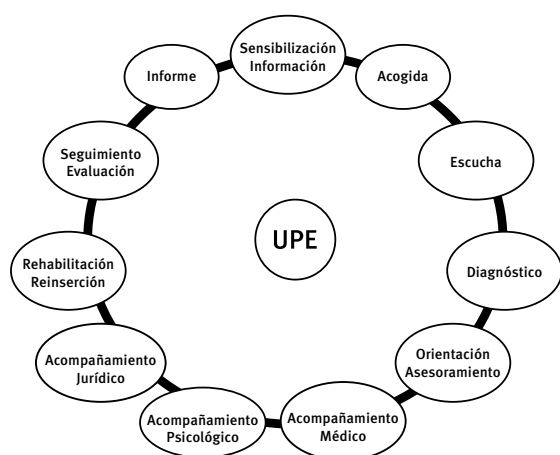 Sensibilización
Información
Acogida
Escucha
Diagnóstico
Orientación
Asesoramiento
Acompañamiento
Médico
Acompañamiento
Psicológico
Acompañamiento
Jurídico
Rehabilitación
Reinserción
Seguimiento
Evaluación
Informe
UPE